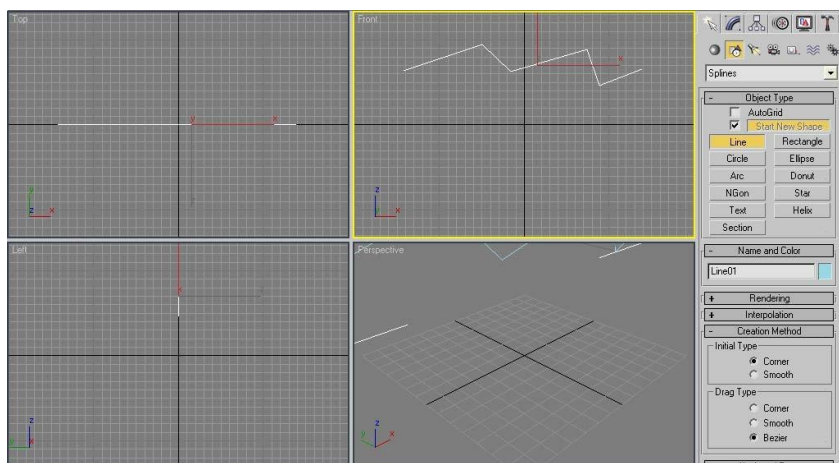 Top
Front
Left
Perspective
y
x
y
z
x
x
z
x
x
z
y
x
z
y
x
Splines
- Object Type
AutoGrid
Start New Shape
Line Rectangle
Circle Ellipse
Arc Donut
NGon Star
Text Helix
Section
- Name and Color
Line01
+ Rendering
+ Interpolation
- Creation Method
Initial Type
Corner
Smooth
Drag Type
Corner
Smooth
Bezier